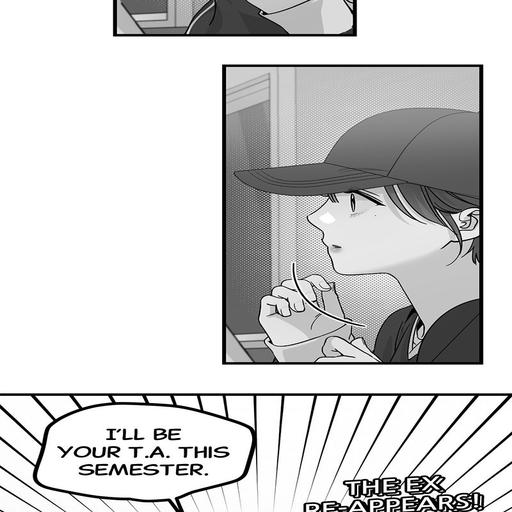 I'LL BE
YOUR T.A. THIS
SEMESTER.
THE EX
RE-APPEARS!!